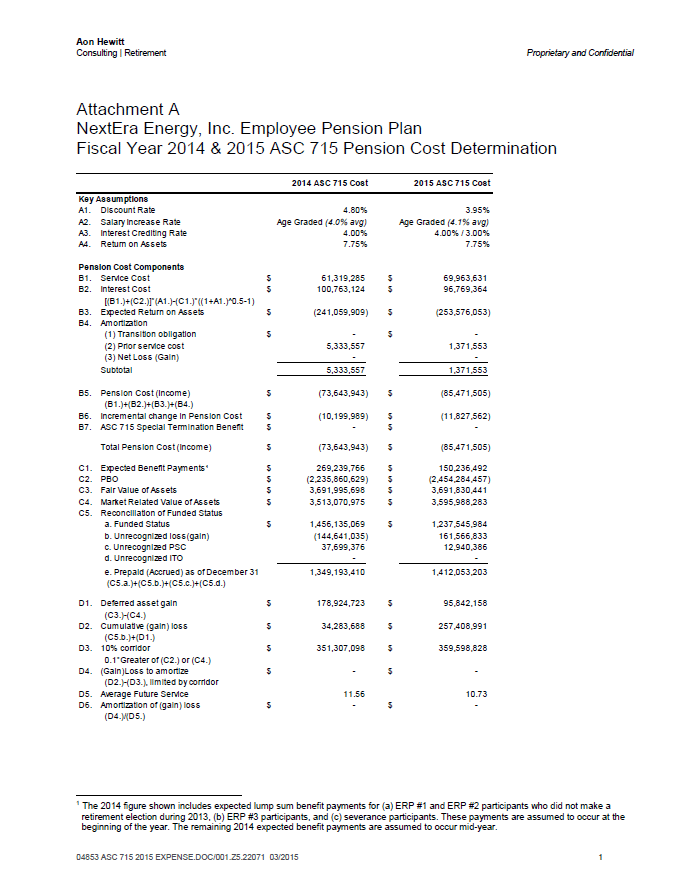 Aon Hewitt
Consulting | Retirement Proprietary and Confidential
Attachment A
NextEra Energy, Inc. Employee Pension Plan
Fiscal Year 2014 & 2015 ASC 715 Pension Cost Determination
2014 ASC 715 Cost 2015 ASC 715 Cost
Key Assumptions
A1. Discount Rate 4.80% 3.95%
A2. Salary Increase Rate Age Graded (4.0% avg) Age Graded (4.1% avg)
A3. Interest Crediting Rate 4.00% 4.00% / 3.00%
A4. Return on Assets 7.75% 7.75%
Pension Cost Components
B1. Service Cost $ 61,319,285 $ 69,963,631
B2. Interest Cost $ 100,763,124 $ 96,769,364
[(B1.)+(C2.)]*(A1.)-(C1.)*((1+A1.)^0.5-1)
B3. Expected Return on Assets $ (241,059,909) $ (253,576,053)
B4. Amortization
(1) Transition obligation $ - $ -
(2) Prior service cost 5,333,557 1,371,553
(3) Net Loss (Gain) - -
Subtotal 5,333,557 1,371,553
B5. Pension Cost (Income) $ (73,643,943) $ (85,471,505)
(B1.)+(B2.)+(B3.)+(B4.)
B6. Incremental change in Pension Cost $ (10,199,989) $ (11,827,562)
B7. ASC 715 Special Termination Benefit $ - $ -
Total Pension Cost (Income) $ (73,643,943) $ (85,471,505)
C1. Expected Benefit Payments¹ $ 269,239,766 $ 150,236,492
C2. PBO $ (2,235,860,629) $ (2,454,284,457)
C3. Fair Value of Assets $ 3,691,995,698 $ 3,691,830,441
C4. Market Related Value of Assets $ 3,513,070,975 $ 3,595,988,283
C5. Reconciliation of Funded Status
a. Funded Status $ 1,456,135,069 $ 1,237,545,984
b. Unrecognized loss(gain) (144,641,035) 161,566,833
c. Unrecognized PSC 37,699,376 12,940,386
d. Unrecognized ITO - -
e. Prepaid (Accrued) as of December 31 1,349,193,410 1,412,053,203
(C5.a.)+(C5.b.)+(C5.c.)+(C5.d.)
D1. Deferred asset gain $ 178,924,723 $ 95,842,158
(C3.)-(C4.)
D2. Cumulative (gain) loss $ 34,283,688 $ 257,408,991
(C5.b.)+(D1.)
D3. 10% corridor $ 351,307,098 $ 359,598,828
0.1*Greater of (C2.) or (C4.)
D4. (Gain)Loss to amortize $ - $ -
(D2.)-(D3.), limited by corridor
D5. Average Future Service 11.56 10.73
D6. Amortization of (gain) loss $ - $ -
(D4.)/(D5.)
¹ The 2014 figure shown includes expected lump sum benefit payments for (a) ERP #1 and ERP #2 participants who did not make a
retirement election during 2013, (b) ERP #3 participants, and (c) severance participants. These payments are assumed to occur at the
beginning of the year. The remaining 2014 expected benefit payments are assumed to occur mid-year.
04853 ASC 715 2015 EXPENSE.DOC/001.Z5.22071 03/2015 1